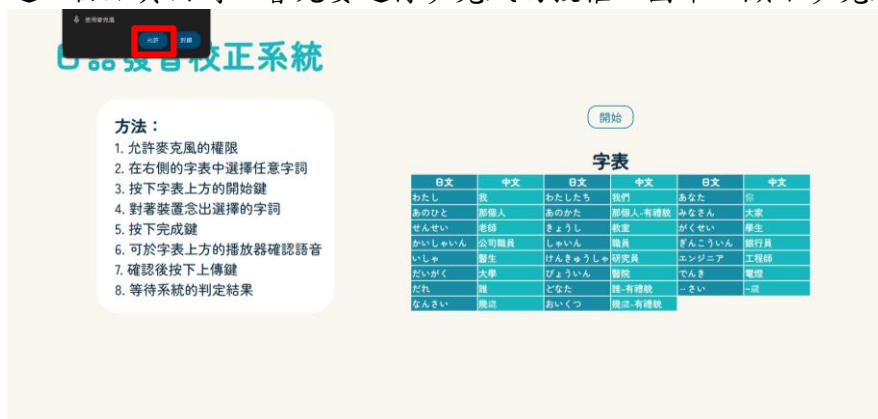 使用麥克風
允許 封鎖
日語發音校正系統
方法：
1. 允許麥克風的權限
2. 在右側的字表中選擇任意字詞
3. 按下字表上方的開始鍵
4. 對著裝置念出選擇的字詞
5. 按下完成鍵
6. 可於字表上方的播放器確認語音
7. 確認後按下上傳鍵
8. 等待系統的判定結果
開始
字表
日文 中文 日文 中文 日文 中文
わたし 我 わたしたち 我們 あなた 你
あのひと 那個人 あのかた 那個人-有禮貌 みなさん 大家
せんせい 老師 きょうし 教室 がくせい 學生
かいしゃいん 公司職員 しゃいん 職員 ぎんこういん 銀行員
いしゃ 醫生 けんきゅうしゃ 研究員 エンジニア 工程師
だいがく 大學 びょういん 醫院 でんき 電燈
だれ 誰 どなた 誰-有禮貌 －さい －歲
なんさい 幾歲 おいくつ 幾歲-有禮貌